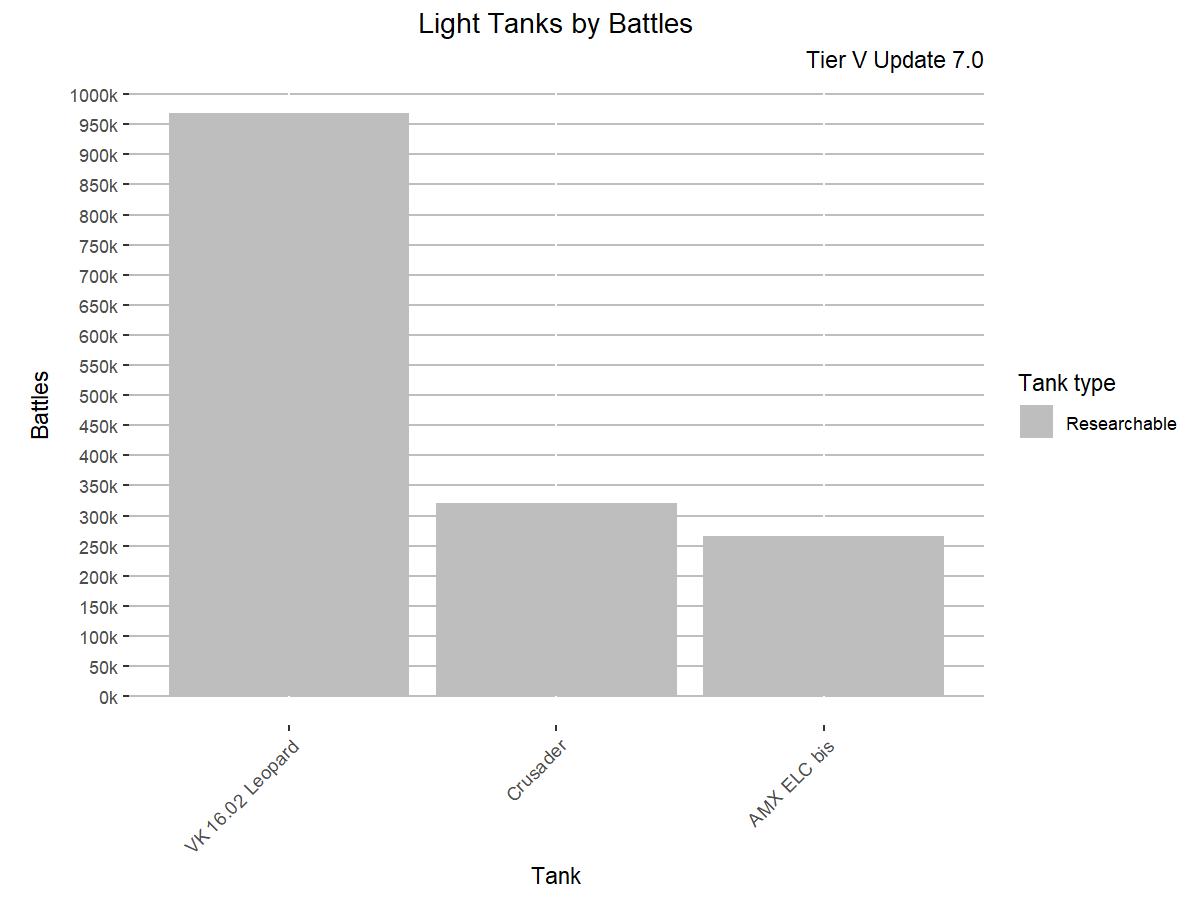 Light Tanks by Battles
Tier V Update 7.0
1000k
950k
900k
850k
800k
750k
700k
650k
600k
550k
500k
450k
400k
350k
300k
250k
200k
150k
100k
50k
0k
Battles
VK 16.02 Leopard
Crusader
AMX ELC bis
Tank
Tank type
Researchable